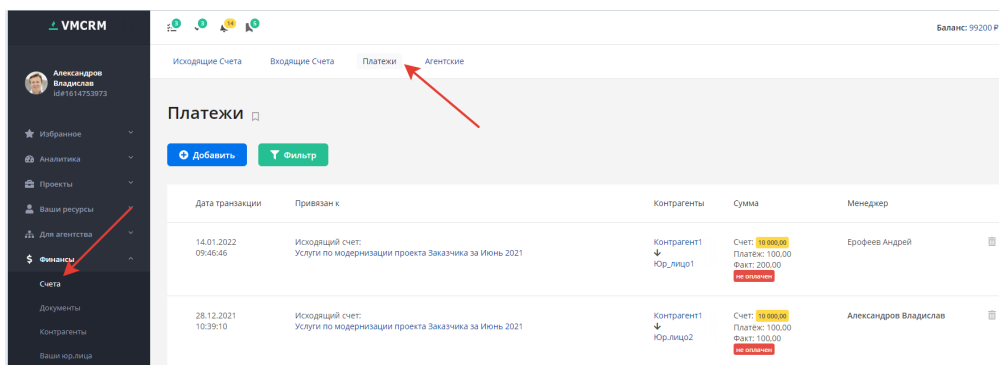 VMCRM
3 3 14 5
Баланс: 99200 ₽
Александров
Владислав
id#1614753973
Избранное
Аналитика
Проекты
Ваши ресурсы
Для агентства
$ Финансы
Счета
Документы
Контрагенты
Ваши юр.лица
Исходящие Счета Входящие Счета Платежи Агентские
Платежи
Добавить Фильтр
Дата транзакции Привязан к Контрагенты Сумма Менеджер
14.01.2022 Исходящий счет: Контрагент1 Счет: 10 000,00 Ерофеев Андрей
09:46:46 Услуги по модернизации проекта Заказчика за Июнь 2021 Платёж: 100,00
Юр_лицо1 Факт: 200,00
не оплачен
28.12.2021 Исходящий счет: Контрагент1 Счет: 10 000,00 Александров Владислав
10:39:10 Услуги по модернизации проекта Заказчика за Июнь 2021 Платёж: 100,00
Юр.лицо2 Факт: 100,00
не оплачен